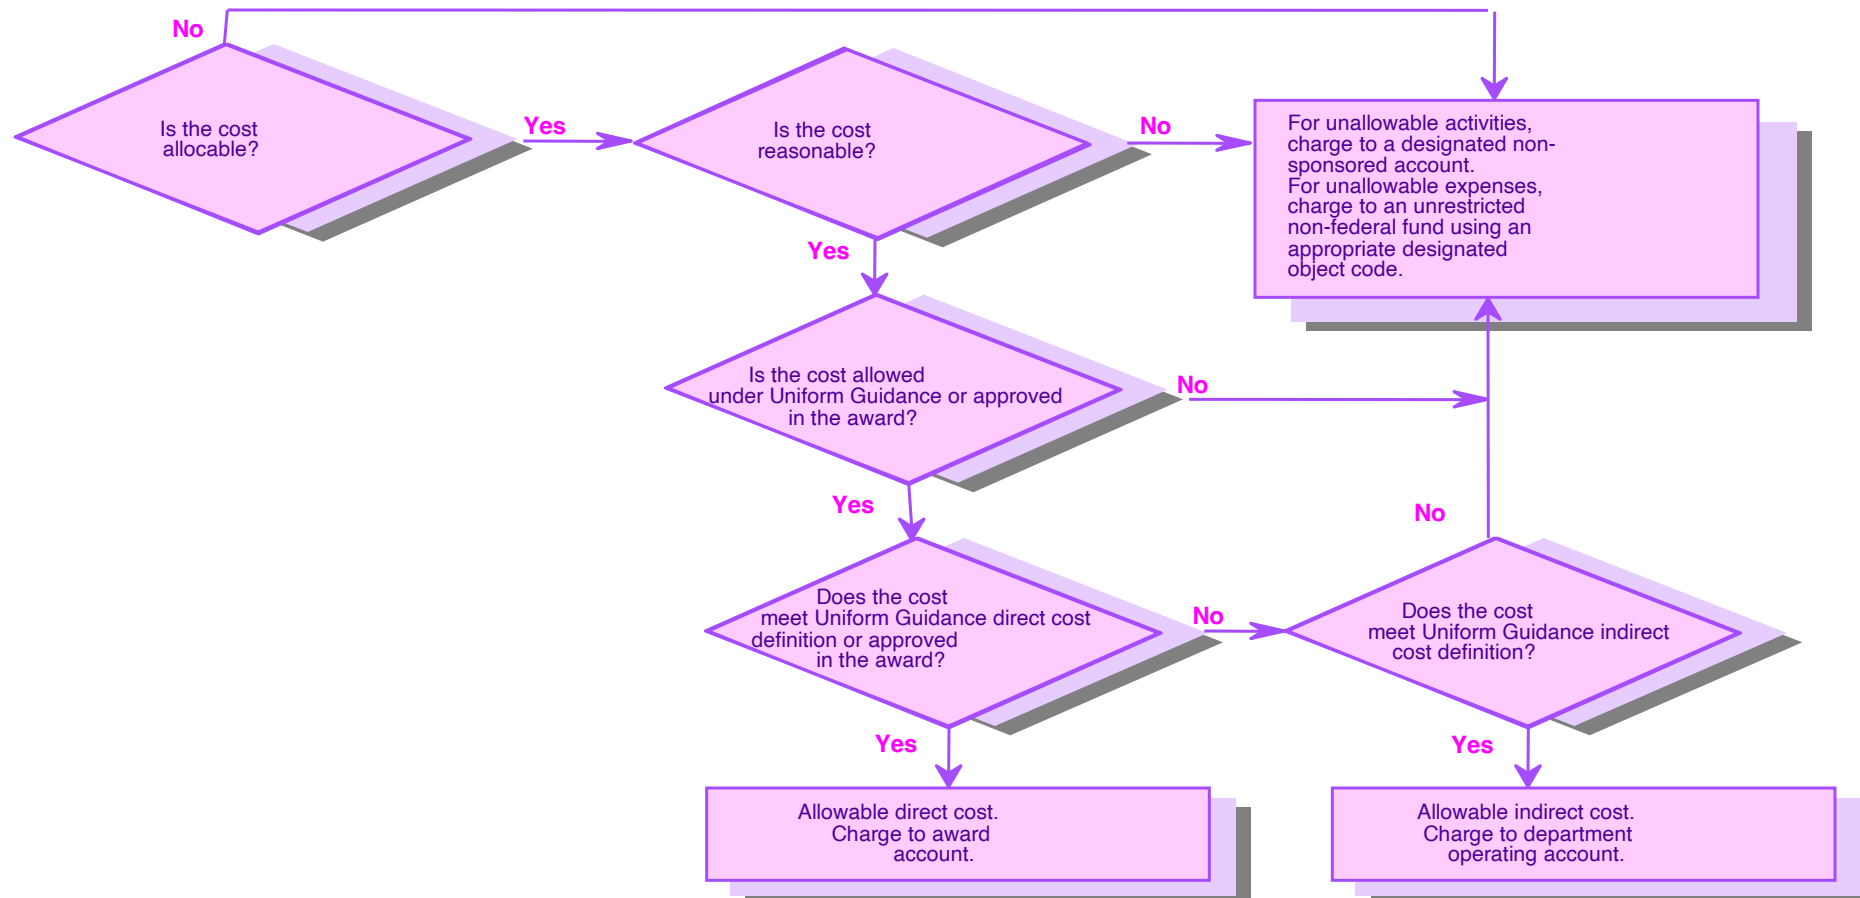 No
Is the cost
allocable?
Yes
Is the cost
reasonable?
No
For unallowable activities,
charge to a designated non-
sponsored account.
For unallowable expenses,
charge to an unrestricted
non-federal fund using an
appropriate designated
object code.
Yes
Is the cost allowed
under Uniform Guidance or approved
in the award?
No
Yes
No
Does the cost
meet Uniform Guidance direct cost
definition or approved
in the award?
No
Does the cost
meet Uniform Guidance indirect
cost definition?
Yes
Yes
Allowable direct cost.
Charge to award
account.
Allowable indirect cost.
Charge to department
operating account.